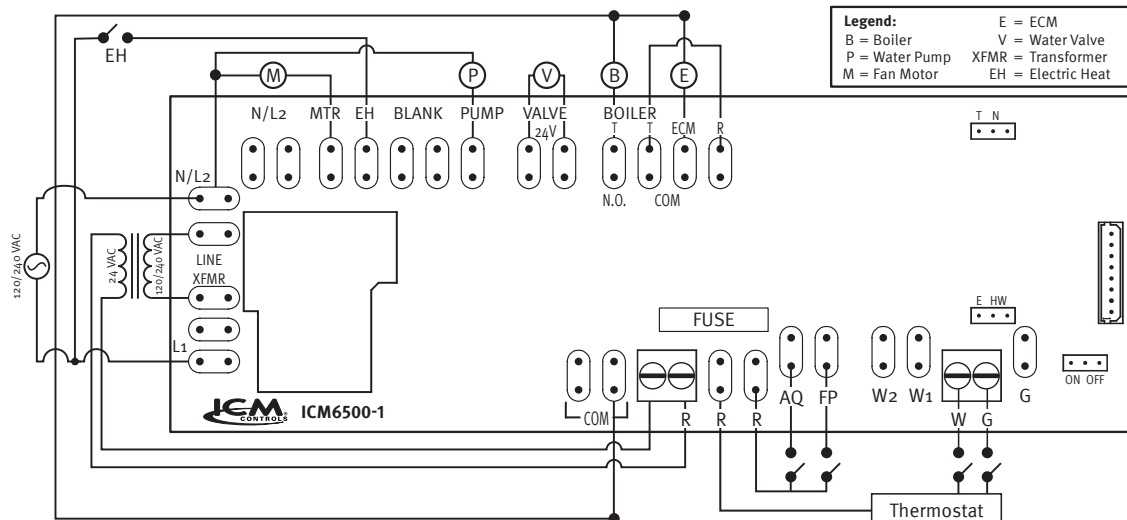 Legend:
E = ECM
B = Boiler
V = Water Valve
P = Water Pump
XFMR = Transformer
M = Fan Motor
EH = Electric Heat
EH
M
P
V
B
E
N/L2
MTR
EH
BLANK
PUMP
VALVE
24V
BOILER
T
T
ECM
R
N.O.
COM
T N
N/L2
120/240 VAC
24 VAC
120/240 VAC
LINE
XFMR
L1
FUSE
E HW
ON OFF
ICM
CONTROLS
®
ICM6500-1
COM
R
R
R
AQ
FP
W2
W1
W
G
G
Thermostat